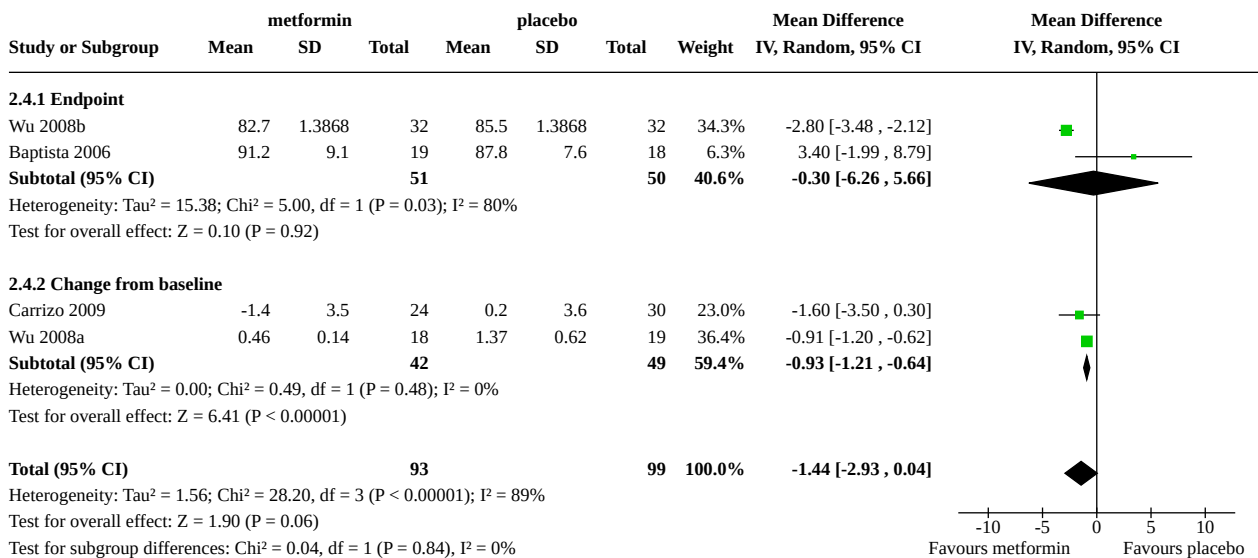 metformin placebo Mean Difference Mean Difference
Study or Subgroup Mean SD Total Mean SD Total Weight IV, Random, 95% CI IV, Random, 95% CI
2.4.1 Endpoint
Wu 2008b 82.7 1.3868 32 85.5 1.3868 32 34.3% -2.80 [-3.48 , -2.12]
Baptista 2006 91.2 9.1 19 87.8 7.6 18 6.3% 3.40 [-1.99 , 8.79]
Subtotal (95% CI) 51 50 40.6% -0.30 [-6.26 , 5.66]
Heterogeneity: Tau² = 15.38; Chi² = 5.00, df = 1 (P = 0.03); I² = 80%
Test for overall effect: Z = 0.10 (P = 0.92)
2.4.2 Change from baseline
Carrizo 2009 -1.4 3.5 24 0.2 3.6 30 23.0% -1.60 [-3.50 , 0.30]
Wu 2008a 0.46 0.14 18 1.37 0.62 19 36.4% -0.91 [-1.20 , -0.62]
Subtotal (95% CI) 42 49 59.4% -0.93 [-1.21 , -0.64]
Heterogeneity: Tau² = 0.00; Chi² = 0.49, df = 1 (P = 0.48); I² = 0%
Test for overall effect: Z = 6.41 (P < 0.00001)
Total (95% CI) 93 99 100.0% -1.44 [-2.93 , 0.04]
Heterogeneity: Tau² = 1.56; Chi² = 28.20, df = 3 (P < 0.00001); I² = 89%
Test for overall effect: Z = 1.90 (P = 0.06)
Test for subgroup differences: Chi² = 0.04, df = 1 (P = 0.84), I² = 0%
-10 -5 0 5 10
Favours metformin Favours placebo